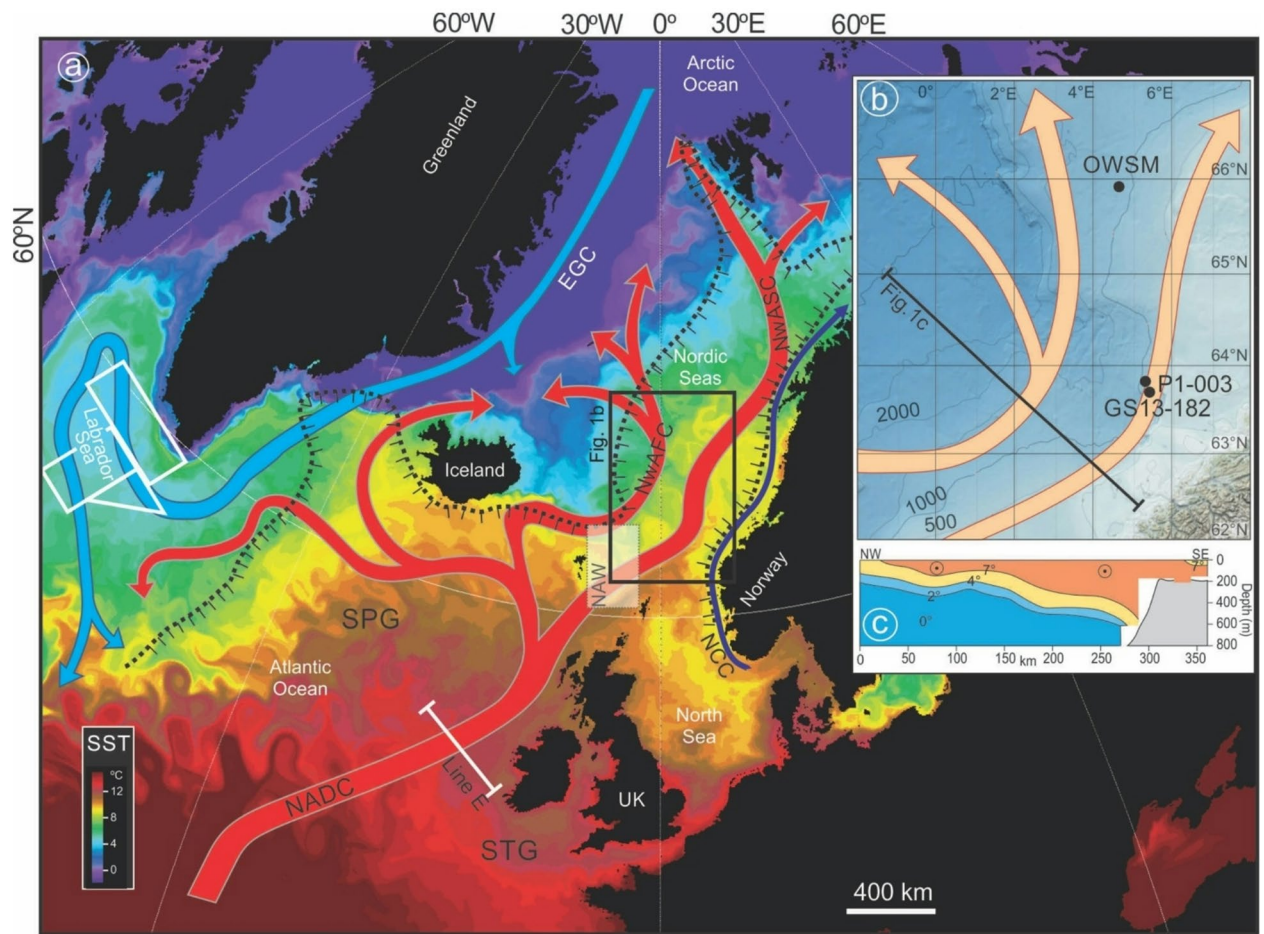 60ºW
30ºW
0º
30ºE
60ºE
60ºN
a
Arctic
Ocean
Greenland
EGC
NwASC
Nordic
Seas
Labrador
Sea
Fig. 1b
NwAFC
Iceland
NAW
Norway
NCC
SPG
Atlantic
Ocean
North
Sea
Line E
NADC
UK
STG
SST
ºC
12
8
4
0
400 km
b
0°
2°E
4°E
6°E
OWSM
66°N
65°N
Fig.1c
64°N
P1-003
GS13-182
2000
63°N
1000
500
62°N
NW
SE
7°
7°
4°
2°
0°
c
0
200
400
600
800
Depth (m)
0
50
100
150
km
200
250
300
350